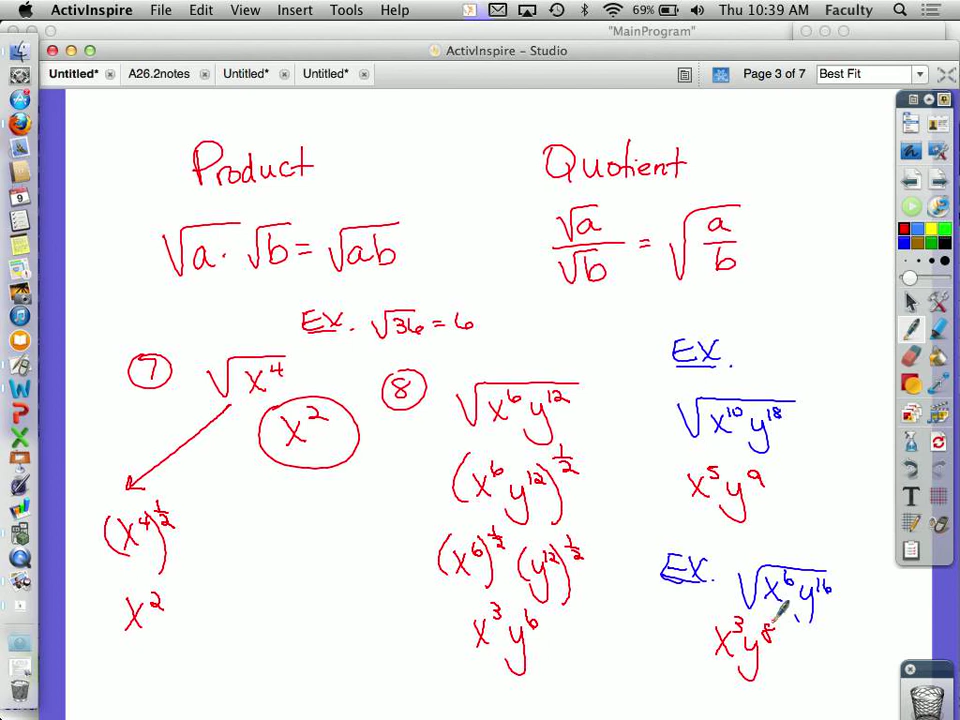 ActivInspire File Edit View Insert Tools Help 69% Thu 10:39 AM Faculty
"MainProgram"
ActivInspire - Studio
Untitled* A26.2notes Untitled* Untitled* Page 3 of 7 Best Fit
Product Quotient
√a · √b = √ab
√a/√b = √(a/b)
EX. √36 = 6
7 √x⁴
x²
(x⁴)^½
x²
8 √x⁶y¹²
(x⁶y¹²)^½
(x⁶)^½ (y¹²)^½
x³y⁶
EX.
√x¹⁰y¹⁸
x⁵y⁹
EX. √x⁶y¹⁶
x³y⁸